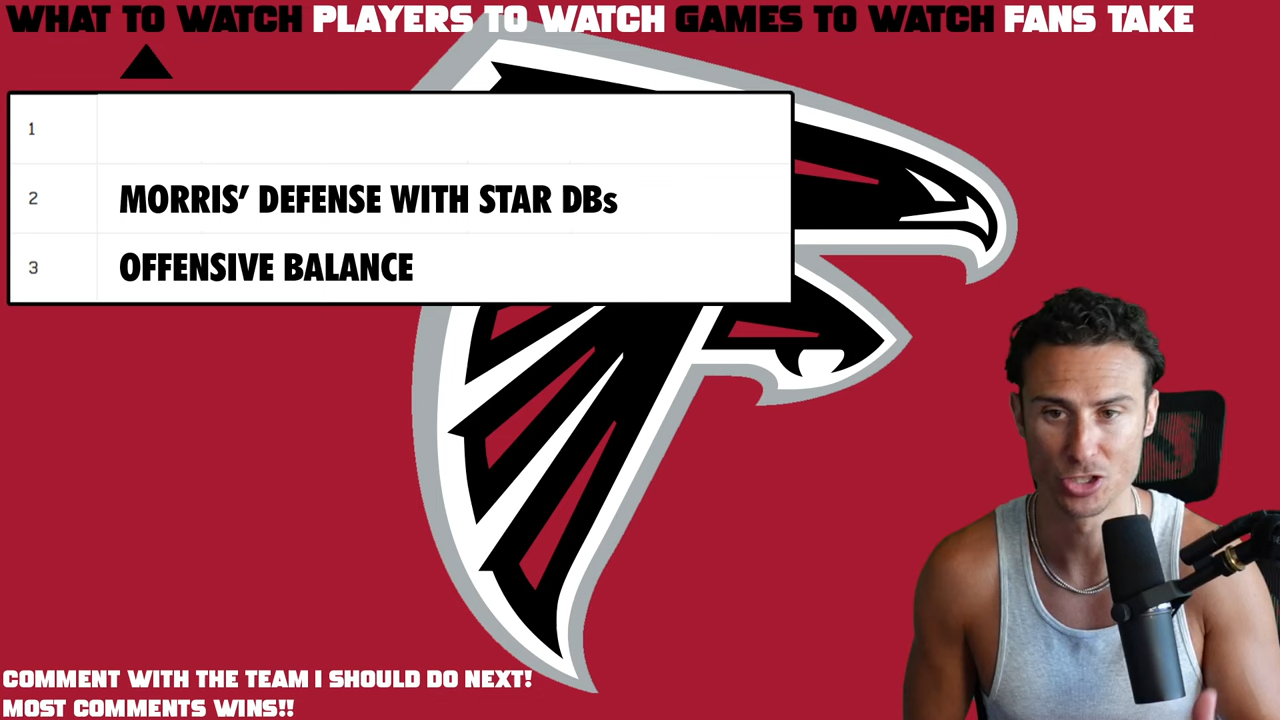 WHAT TO WATCH PLAYERS TO WATCH GAMES TO WATCH FANS TAKE
1
2 MORRIS’ DEFENSE WITH STAR DBs
3 OFFENSIVE BALANCE
COMMENT WITH THE TEAM I SHOULD DO NEXT!
MOST COMMENTS WINS!!